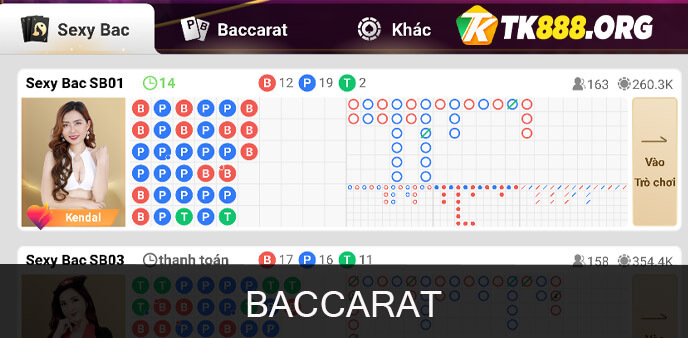 Sexy Bac Baccarat Khác TK TK888.ORG
Sexy Bac SB01 14 B 12 P 19 T 2 163 260.3K
B P B P P B
B P B P B B
P P P P P B
P P P B B
B P P P P
B P T P T
Kendal
Vào
Trò chơi
Sexy Bac SB03 thanh toán B 17 P 16 T 11 158 354.4K
BACCARAT